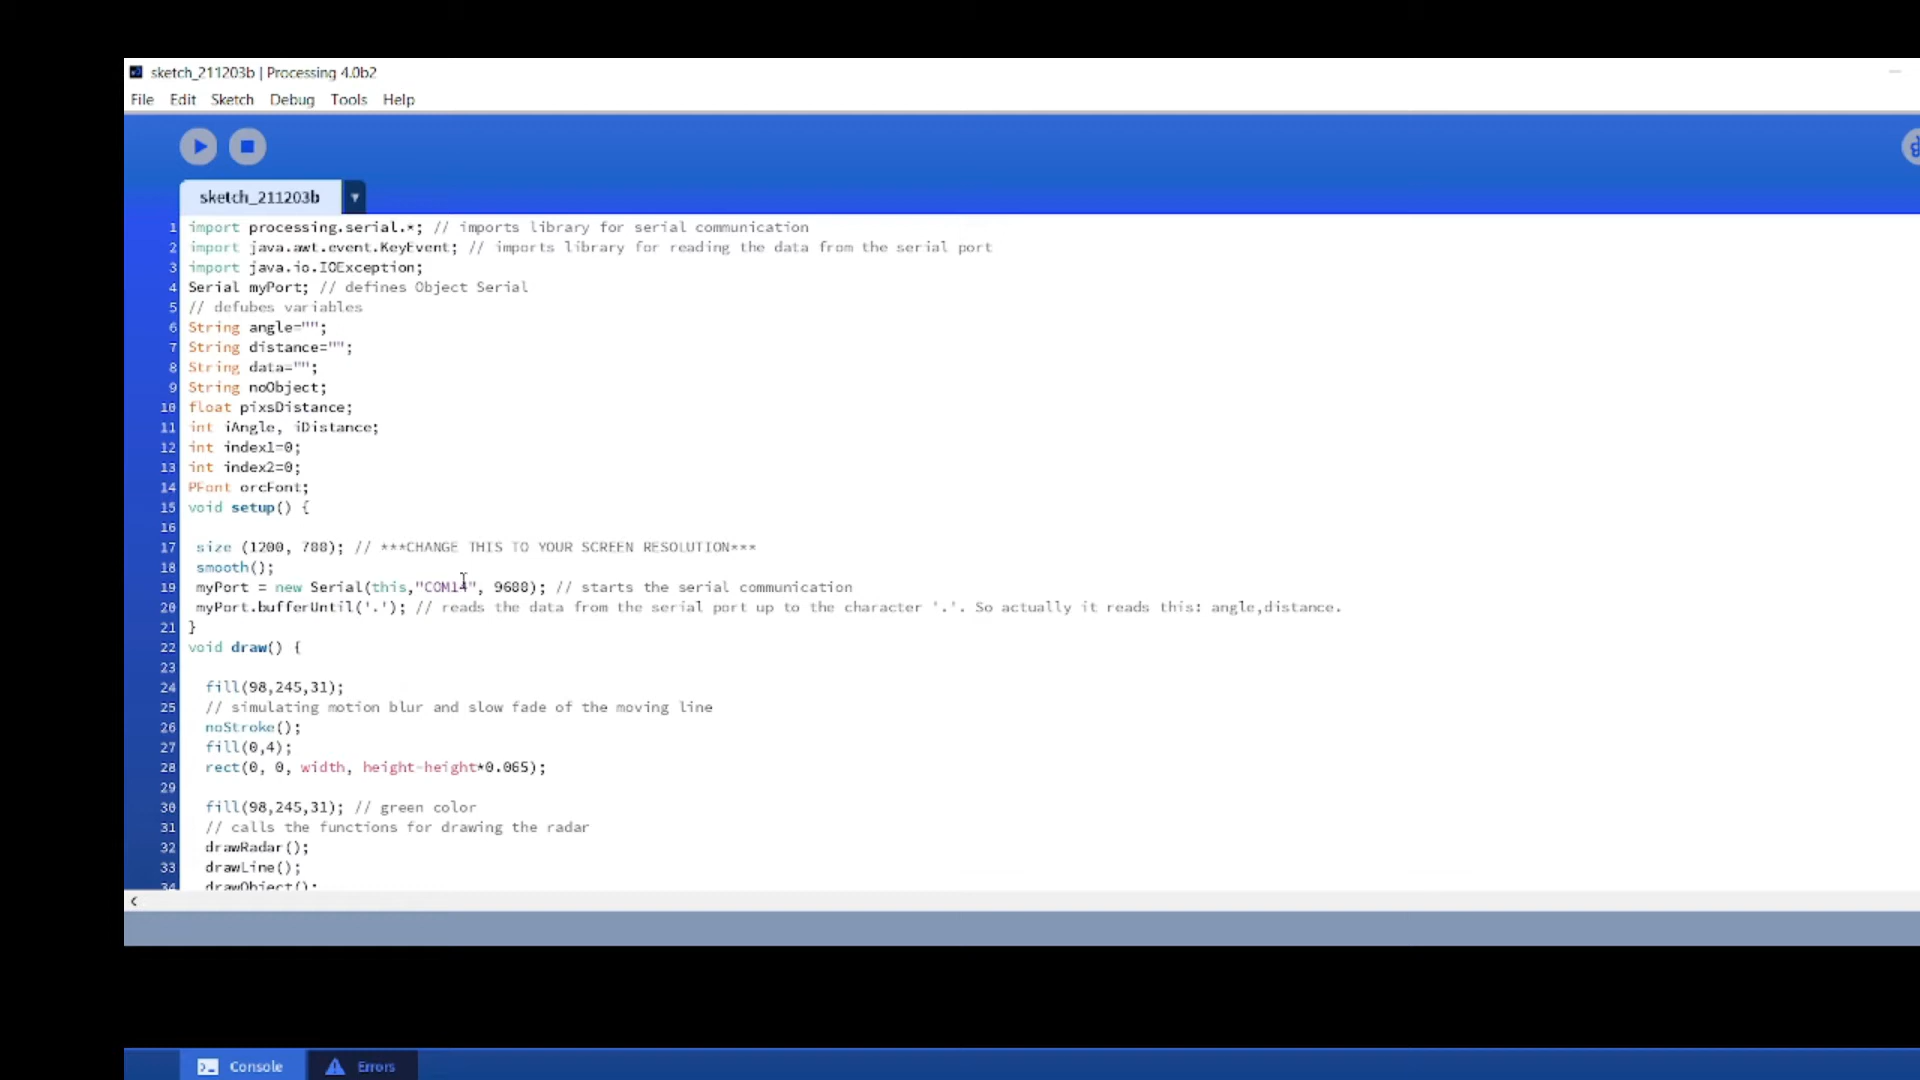 sketch_211203b | Processing 4.0b2
File Edit Sketch Debug Tools Help
sketch_211203b
1 import processing.serial.*; // imports library for serial communication
2 import java.awt.event.KeyEvent; // imports library for reading the data from the serial port
3 import java.io.IOException;
4 Serial myPort; // defines Object Serial
5 // defubes variables
6 String angle="";
7 String distance="";
8 String data="";
9 String noObject;
10 float pixsDistance;
11 int iAngle, iDistance;
12 int index1=0;
13 int index2=0;
14 PFont orcFont;
15 void setup() {
16
17 size (1200, 700); // ***CHANGE THIS TO YOUR SCREEN RESOLUTION***
18 smooth();
19 myPort = new Serial(this,"COM14", 9600); // starts the serial communication
20 myPort.bufferUntil('.'); // reads the data from the serial port up to the character '.'. So actually it reads this: angle,distance.
21 }
22 void draw() {
23
24 fill(98,245,31);
25 // simulating motion blur and slow fade of the moving line
26 noStroke();
27 fill(0,4);
28 rect(0, 0, width, height-height*0.065);
29
30 fill(98,245,31); // green color
31 // calls the functions for drawing the radar
32 drawRadar();
33 drawLine();
34 drawObject();
Console Errors